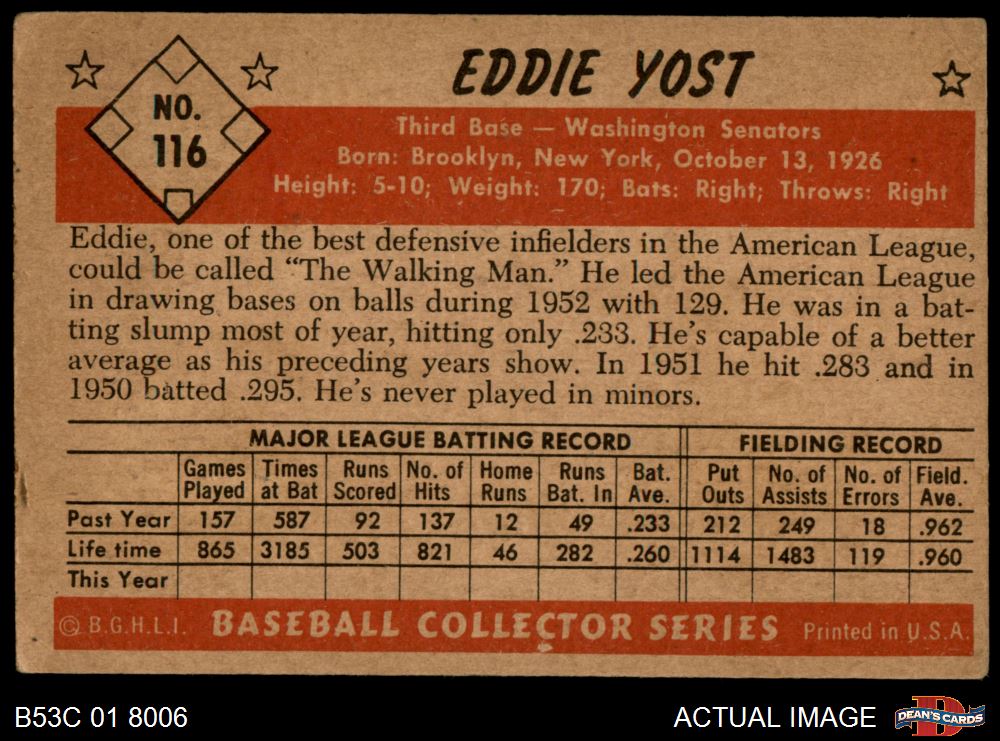 EDDIE YOST
NO.
116
Third Base — Washington Senators
Born: Brooklyn, New York, October 13, 1926
Height: 5-10; Weight: 170; Bats: Right; Throws: Right
Eddie, one of the best defensive infielders in the American League,
could be called "The Walking Man." He led the American League
in drawing bases on balls during 1952 with 129. He was in a bat-
ting slump most of year, hitting only .233. He's capable of a better
average as his preceding years show. In 1951 he hit .283 and in
1950 batted .295. He's never played in minors.
MAJOR LEAGUE BATTING RECORD FIELDING RECORD
Games Times Runs No. of Home Runs Bat. Put No. of No. of Field.
Played at Bat Scored Hits Runs Bat. In Ave. Outs Assists Errors Ave.
Past Year 157 587 92 137 12 49 .233 212 249 18 .962
Life time 865 3185 503 821 46 282 .260 1114 1483 119 .960
This Year
© B.G.H.L.I. BASEBALL COLLECTOR SERIES Printed in U.S.A.
B53C 01 8006 ACTUAL IMAGE DEAN'S CARDS